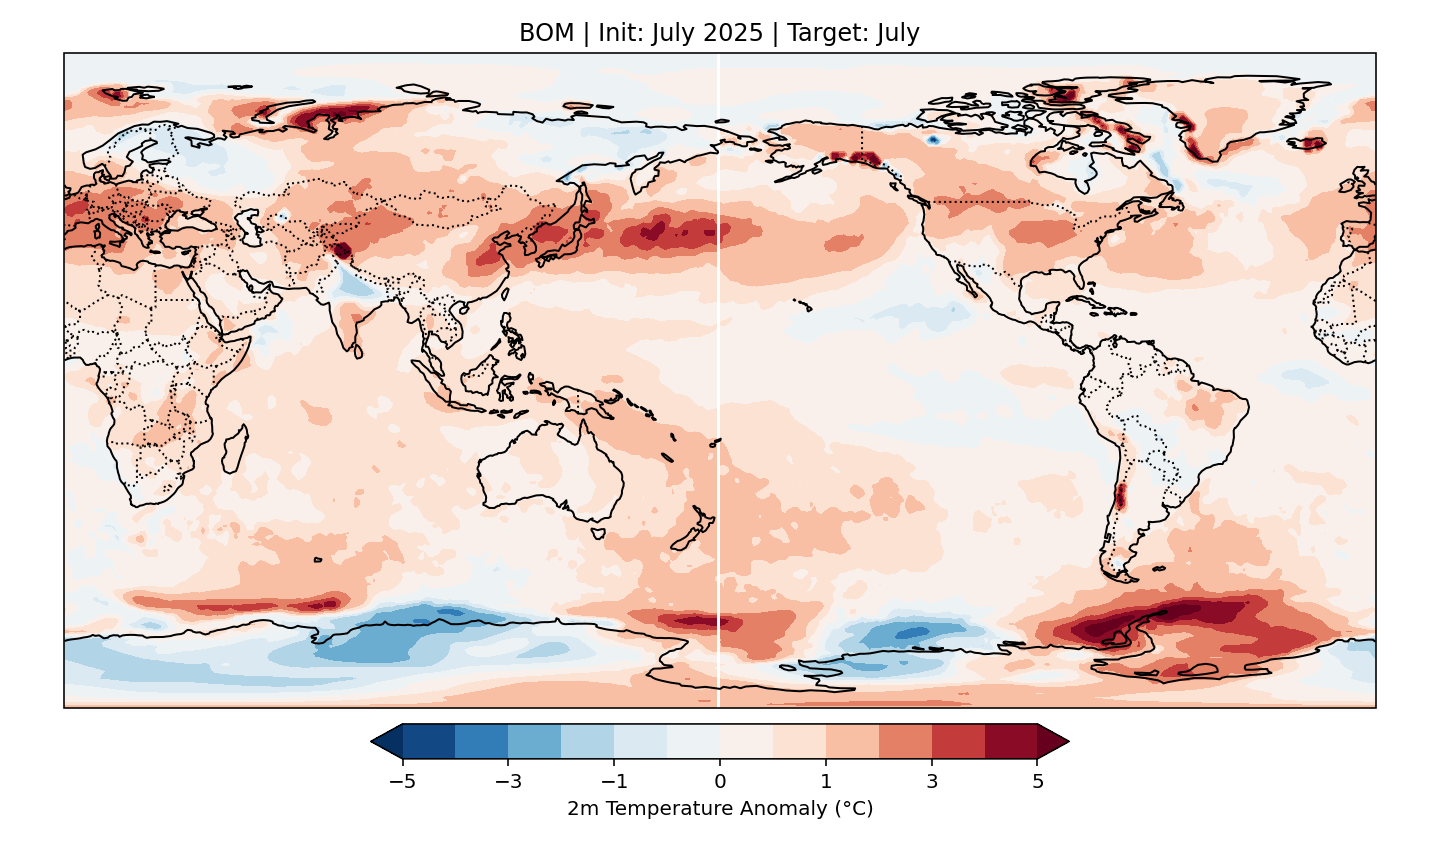 BOM | Init: July 2025 | Target: July
−5 −3 −1 0 1 3 5
2m Temperature Anomaly (°C)